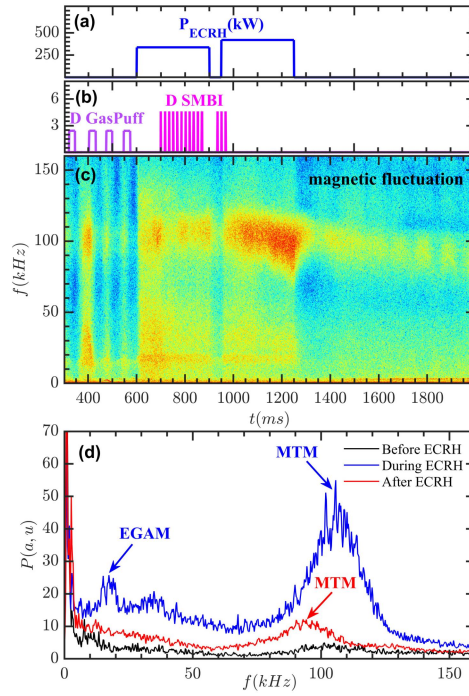 (a)
P_ECRH(kW)
500
250
0
(b)
D SMBI
D GasPuff
6
3
0
(c)
magnetic fluctuation
150
100
50
0
f(kHz)
400 600 800 1000 1200 1400 1600 1800
t(ms)
(d)
Before ECRH
During ECRH
After ECRH
MTM
EGAM
MTM
70
60
50
40
30
20
10
0
P(a, u)
0 50 100 150
f(kHz)